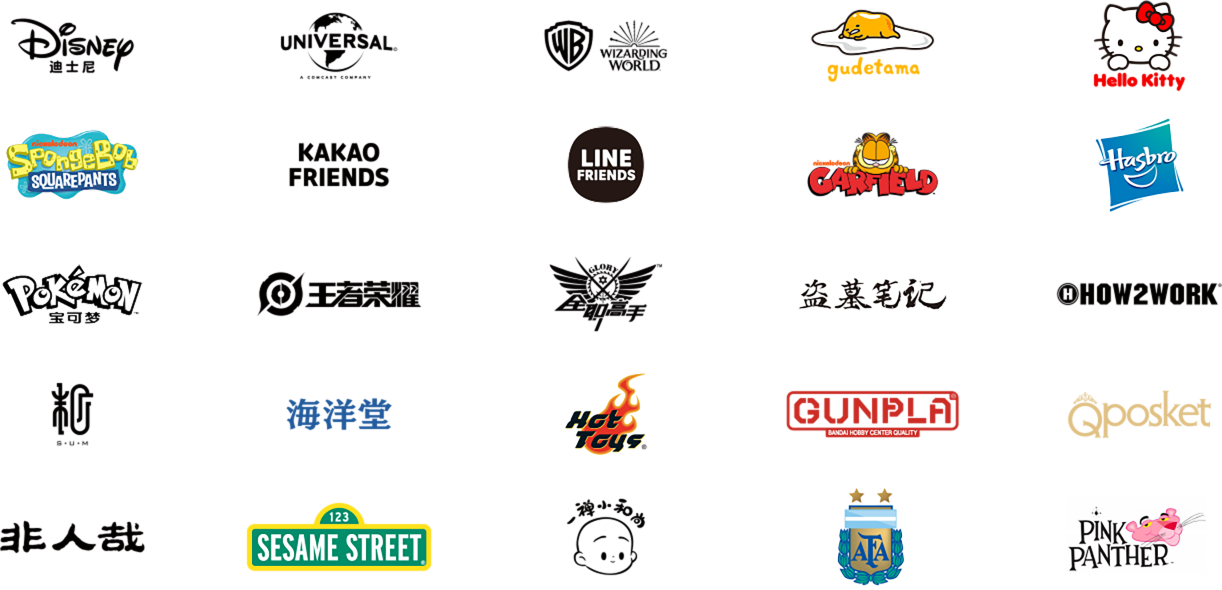 Disney
迪士尼
UNIVERSAL
A COMCAST COMPANY
WB
WIZARDING
WORLD
gudetama
Hello Kitty
nickelodeon
SpongeBob
SQUAREPANTS
KAKAO
FRIENDS
LINE
FRIENDS
nickelodeon
GARFIELD
Hasbro
POKéMON
宝可梦
王者荣耀
GLORY
全职高手™
盗墓笔记
H HOW2WORK®
S·U·M
海洋堂
Hot
Toys®
GUNPLA®
BANDAI HOBBY CENTER QUALITY
Qposket
非人哉
123
SESAME STREET®
一禅小和尚
AFA
PINK
PANTHER